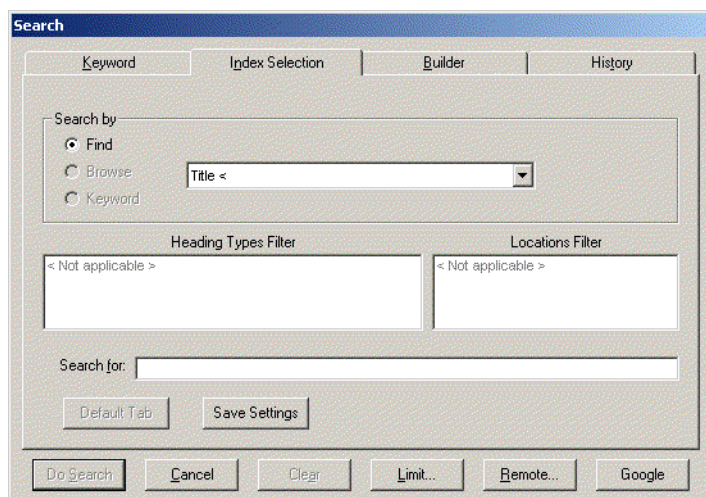 Search
Keyword Index Selection Builder History
Search by
Find
Browse
Title <
Keyword
Heading Types Filter Locations Filter
< Not applicable > < Not applicable >
Search for:
Default Tab Save Settings
Do Search Cancel Clear Limit... Remote... Google